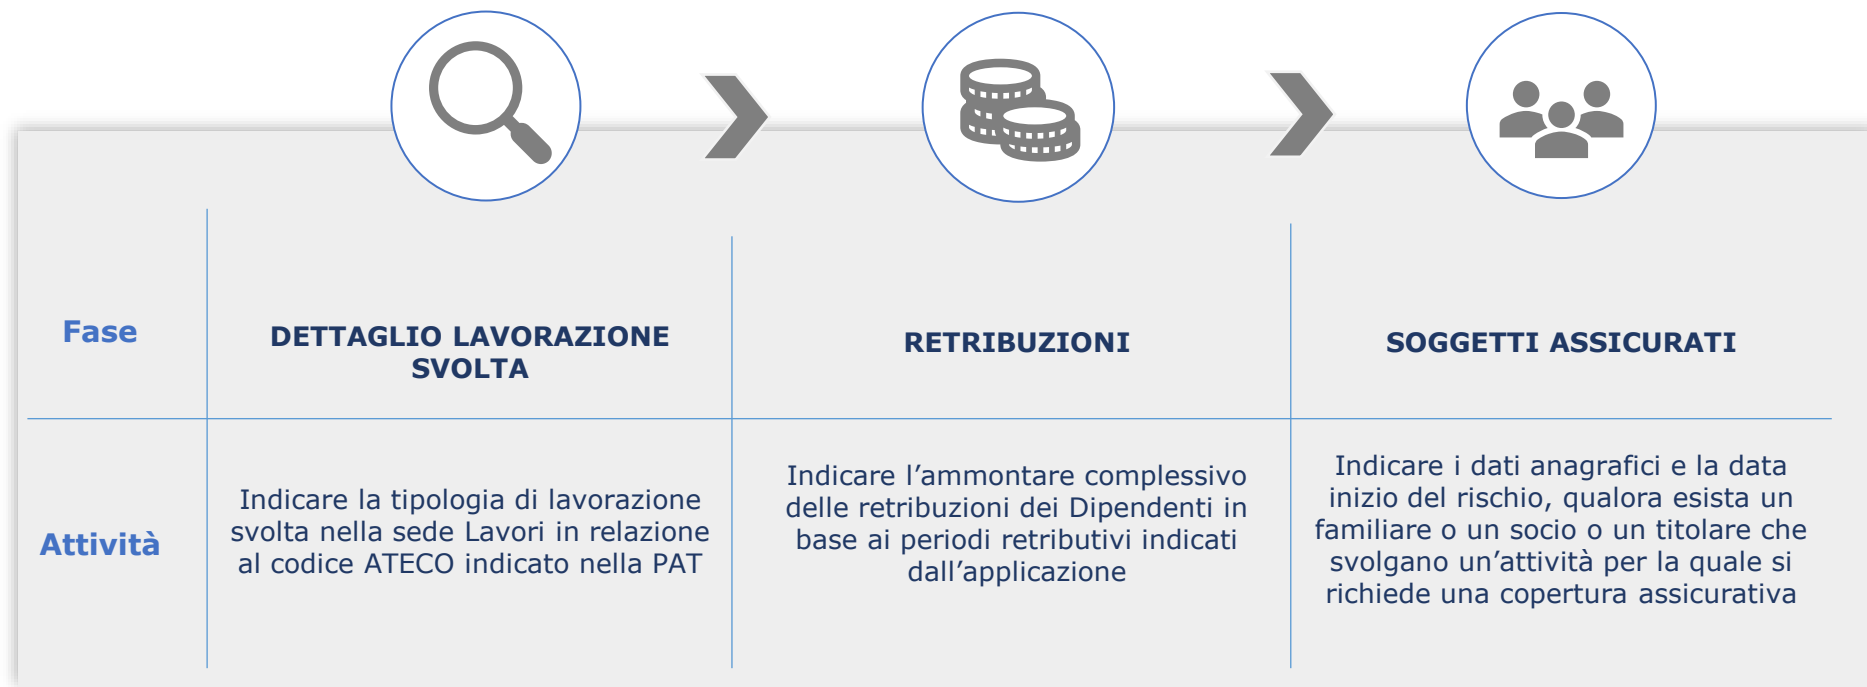 Fase
DETTAGLIO LAVORAZIONE
SVOLTA
RETRIBUZIONI
SOGGETTI ASSICURATI
Attività
Indicare la tipologia di lavorazione
svolta nella sede Lavori in relazione
al codice ATECO indicato nella PAT
Indicare l’ammontare complessivo
delle retribuzioni dei Dipendenti in
base ai periodi retributivi indicati
dall’applicazione
Indicare i dati anagrafici e la data
inizio del rischio, qualora esista un
familiare o un socio o un titolare che
svolgano un’attività per la quale si
richiede una copertura assicurativa